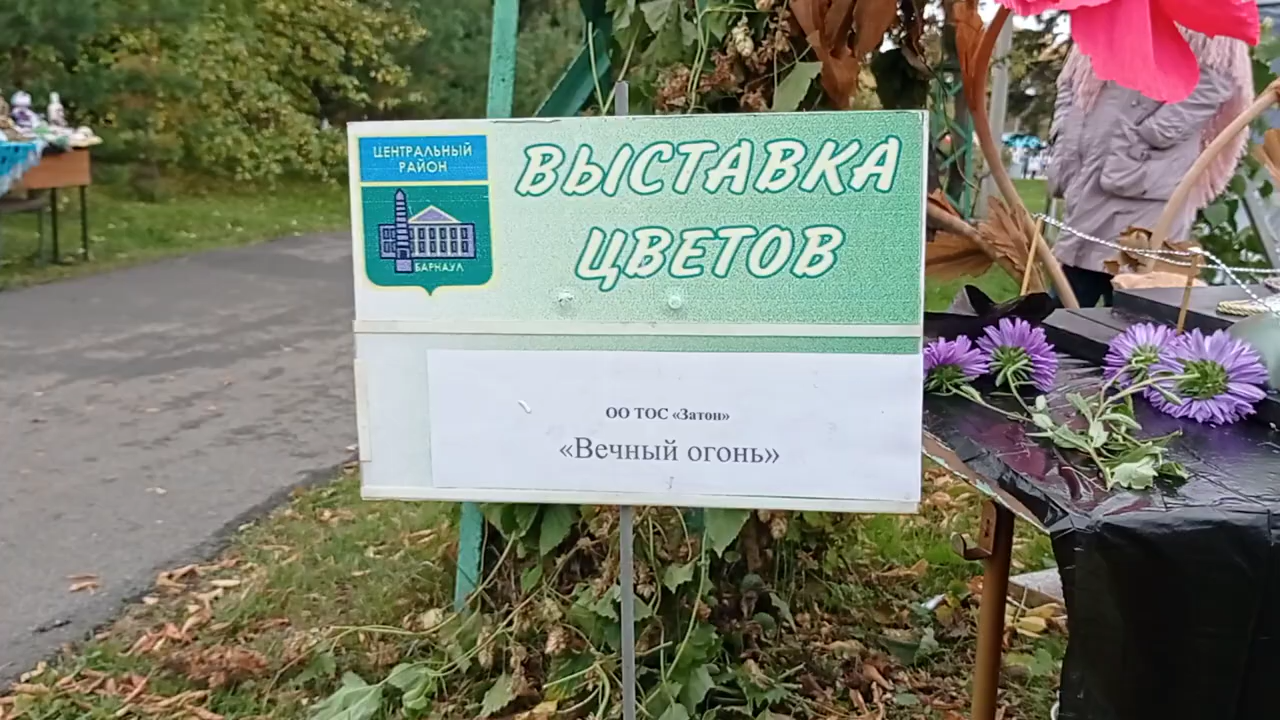 ЦЕНТРАЛЬНЫЙ
РАЙОН
БАРНАУЛ
ВЫСТАВКА
ЦВЕТОВ
ОО ТОС «Затон»
«Вечный огонь»